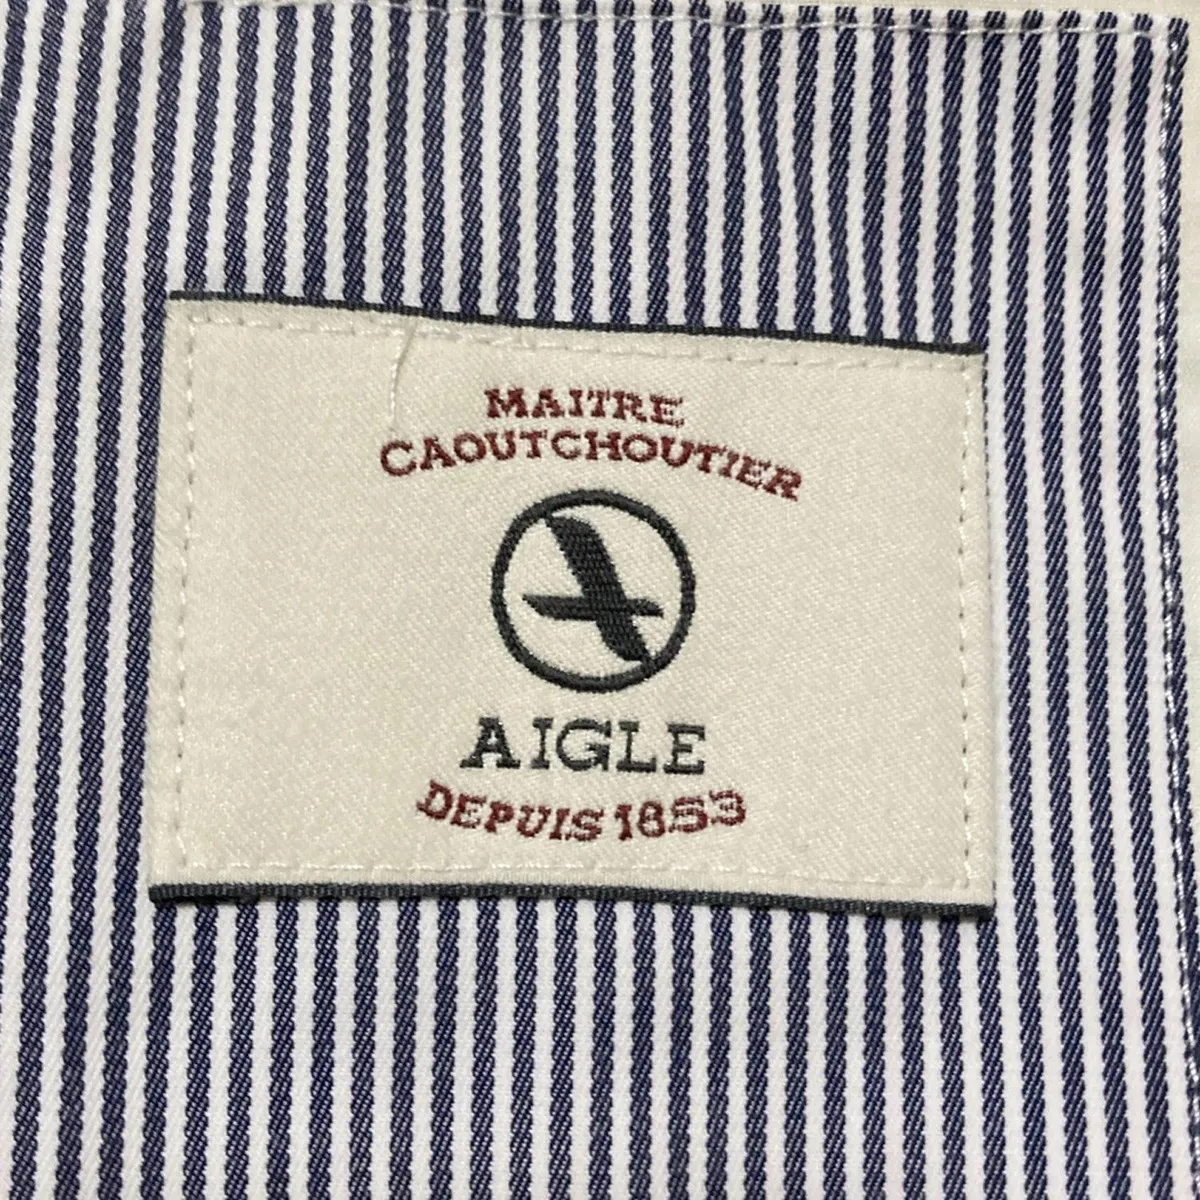 MAITRE
CAOUTCHOUTIER
AIGLE
DEPUIS 1853